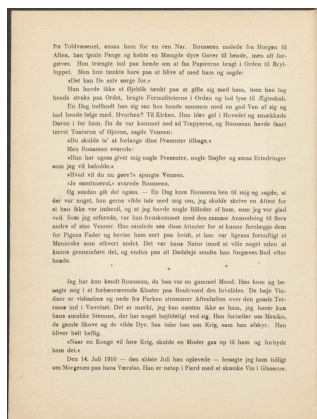 fra Toldvæsenet, ansaa ham for en ren Nar. Rousseau malede fra Morgen til
Aften, han tjente Penge og købte en Mængde dyre Gaver til hende, men alt for-
gæves. Han trængte ind paa hende om at faa Papirerne bragt i Orden til Bryl-
luppet. Men hun tænkte bare paa at blive af med ham og sagde:
»Det kan De selv sørge for.«
Hun havde ikke et Øjeblik tænkt paa at gifte sig med ham, men han tog
hende straks paa Ordet, bragte Formaliteterne i Orden og lod lyse til Ægteskab.
En Dag indfandt han sig saa hos hende sammen med en god Ven af sig og
bad hende følge med. Hvorhen? Til Kirken. Hun blev gal i Hovedet og smækkede
Døren i for ham. Da de var kommet ned ad Trapperne, og Rousseau havde faaet
tørret Taarerne af Øjnene, sagde Vennen:
»Du skulde ta' at forlange dine Presenter tilbage.«
Men Rousseau svarede:
»Hun har ogsaa givet mig nogle Presenter, nogle Sløjfer og smaa Erindringer
som jeg vil beholde.«
»Hvad vil du nu gøre?« spurgte Vennen.
»Je continuerai,« svarede Rousseau.
Og saadan gik det ogsaa. — En Dag kom Rousseau hen til mig og sagde, at
der var noget, han gerne vilde tale med mig om, jeg skulde skrive en Attest for
at han ikke var imbecil, og at jeg havde nogle Billeder af ham, som jeg var glad
ved. Som jeg erfarede, var han fremkommet med den samme Anmodning til flere
andre af sine Venner. Han samlede saa disse Attester for at kunne forelægge dem
for Pigens Fader og bevise ham sort paa hvidt, at han var ligesaa fornuftigt et
Menneske som ethvert andet. Det var hans Natur imod at ville noget uden at
kunne gennemføre det, og endnu paa sit Dødsleje sendte han forgæves Bud efter
hende.
* * *
Jeg har kun kendt Rousseau, da han var en gammel Mand. Han kom og be-
søgte mig i et forhenværende Kloster paa Boulevard des Invalides. De høje Vin-
duer er vidtaabne og nede fra Parken strømmer Aftenluften over den gamle Ter-
rasse ind i Værelset. Det er mørkt, jeg kan næsten ikke se ham, jeg hører kun
hans smukke Stemme, der har noget højtideligt ved sig. Han fortæller om Mexiko,
de gamle Skove og de vilde Dyr. Saa taler han om Krig, som han afskyr. Han
bliver helt heftig.
»Naar en Konge vil føre Krig, skulde en Moder gaa op til ham og forbyde
ham det.«
Den 14. Juli 1910 — den sidste Juli han oplevede — besøgte jeg ham tidligt
om Morgenen paa hans Værelse. Han er netop i Færd med at skænke Vin i Glassene.